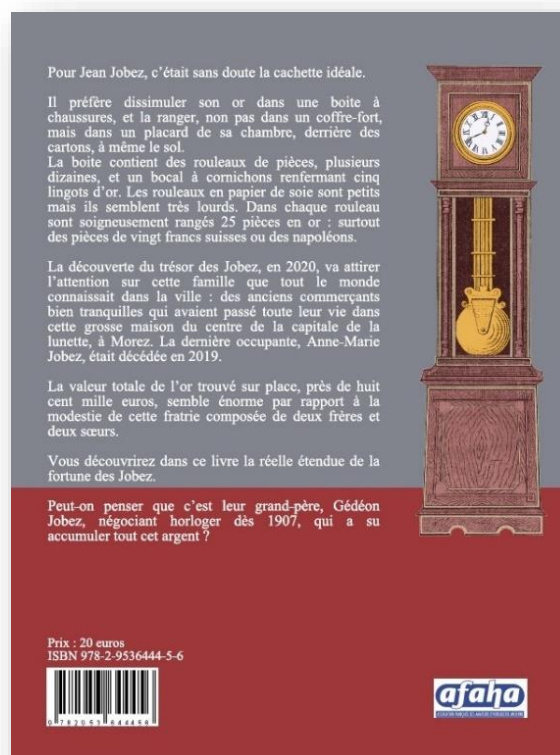 Pour Jean Jobez, c'était sans doute la cachette idéale.
Il préfère dissimuler son or dans une boite à
chaussures, et la ranger, non pas dans un coffre-fort,
mais dans un placard de sa chambre, derrière des
cartons, à même le sol.
La boite contient des rouleaux de pièces, plusieurs
dizaines, et un bocal à cornichons renfermant cinq
lingots d'or. Les rouleaux en papier de soie sont petits
mais ils semblent très lourds. Dans chaque rouleau
sont soigneusement rangés 25 pièces en or : surtout
des pièces de vingt francs suisses ou des napoléons.
La découverte du trésor des Jobez, en 2020, va attirer
l'attention sur cette famille que tout le monde
connaissait dans la ville : des anciens commerçants
bien tranquilles qui avaient passé toute leur vie dans
cette grosse maison du centre de la capitale de la
lunette, à Morez. La dernière occupante, Anne-Marie
Jobez, était décédée en 2019.
La valeur totale de l'or trouvé sur place, près de huit
cent mille euros, semble énorme par rapport à la
modestie de cette fratrie composée de deux frères et
deux sœurs.
Vous découvrirez dans ce livre la réelle étendue de la
fortune des Jobez.
Peut-on penser que c'est leur grand-père, Gédéon
Jobez, négociant horloger dès 1907, qui a su
accumuler tout cet argent ?
Prix : 20 euros
ISBN 978-2-9536444-5-6
afaha